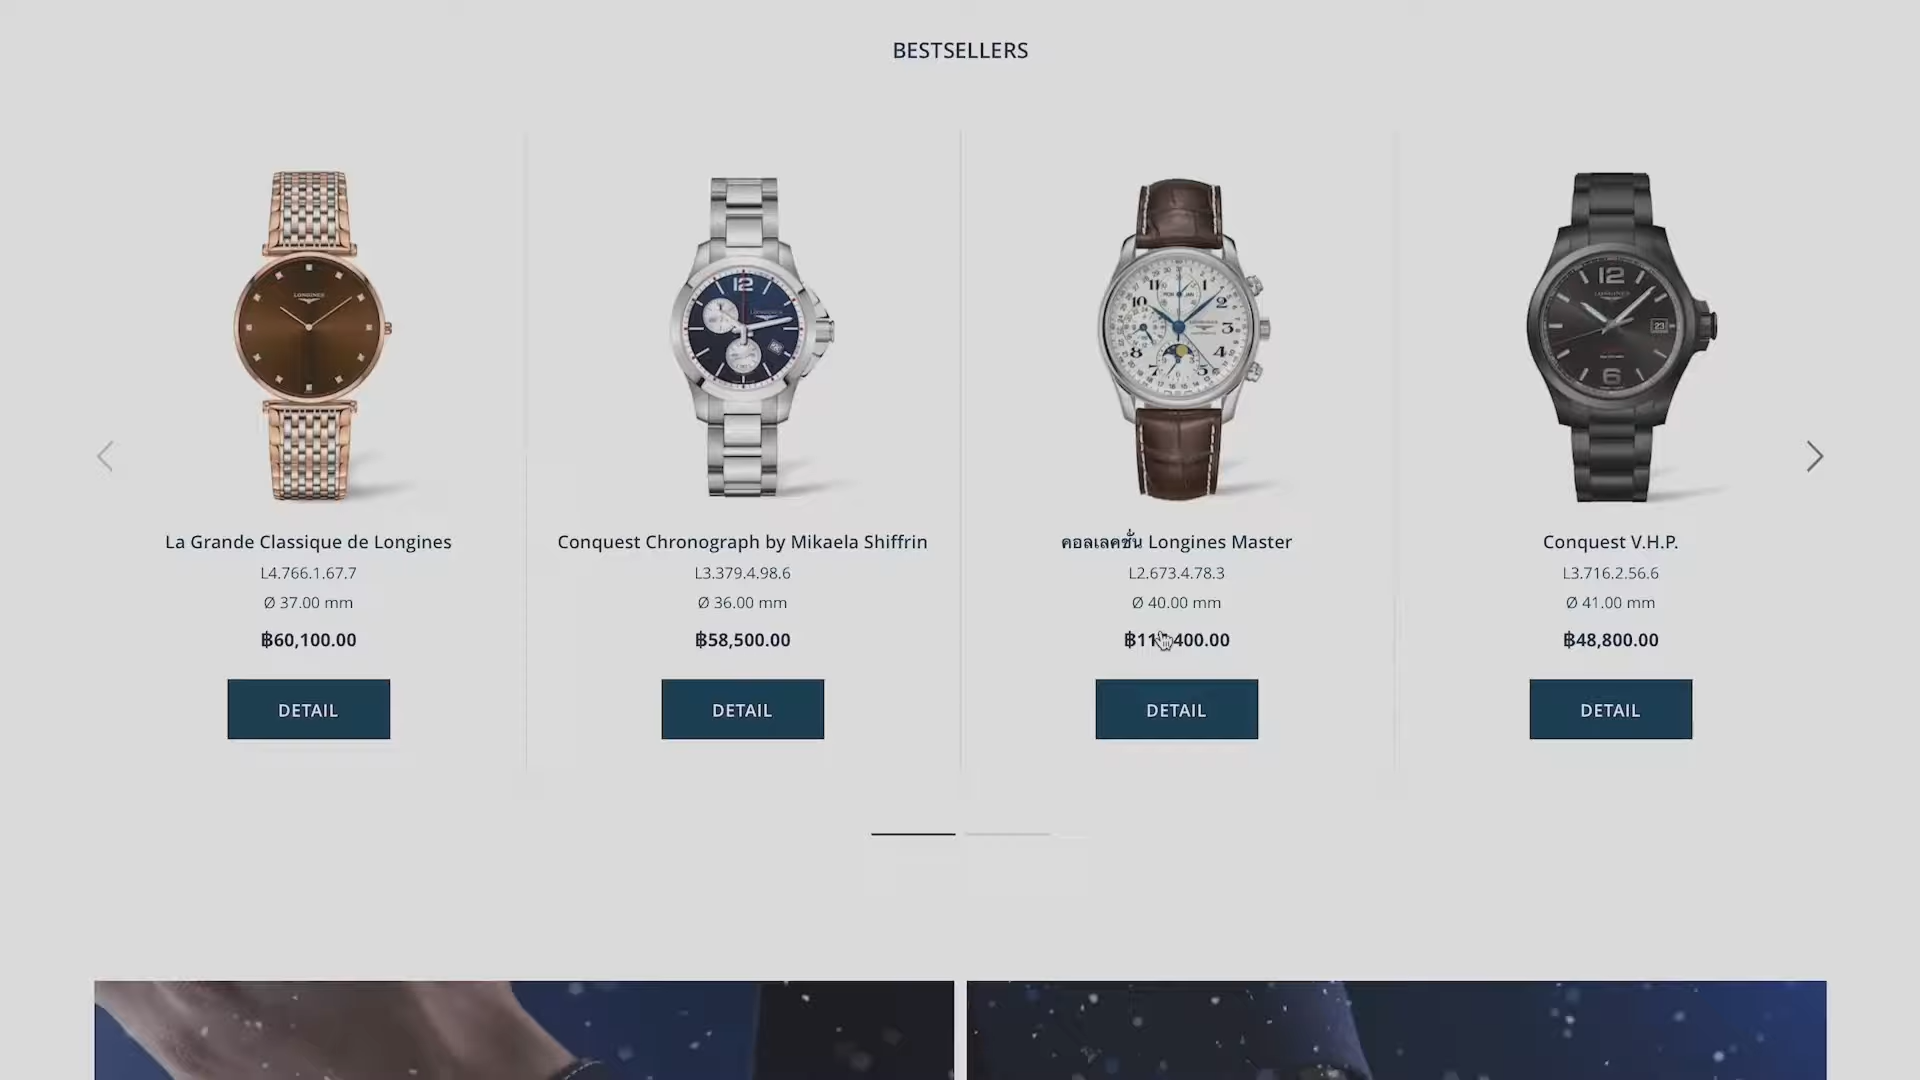 BESTSELLERS
La Grande Classique de Longines
L4.766.1.67.7
Ø 37.00 mm
฿60,100.00
DETAIL
Conquest Chronograph by Mikaela Shiffrin
L3.379.4.98.6
Ø 36.00 mm
฿58,500.00
DETAIL
คอลเลคชั่น Longines Master
L2.673.4.78.3
Ø 40.00 mm
DETAIL
Conquest V.H.P.
L3.716.2.56.6
Ø 41.00 mm
฿48,800.00
DETAIL